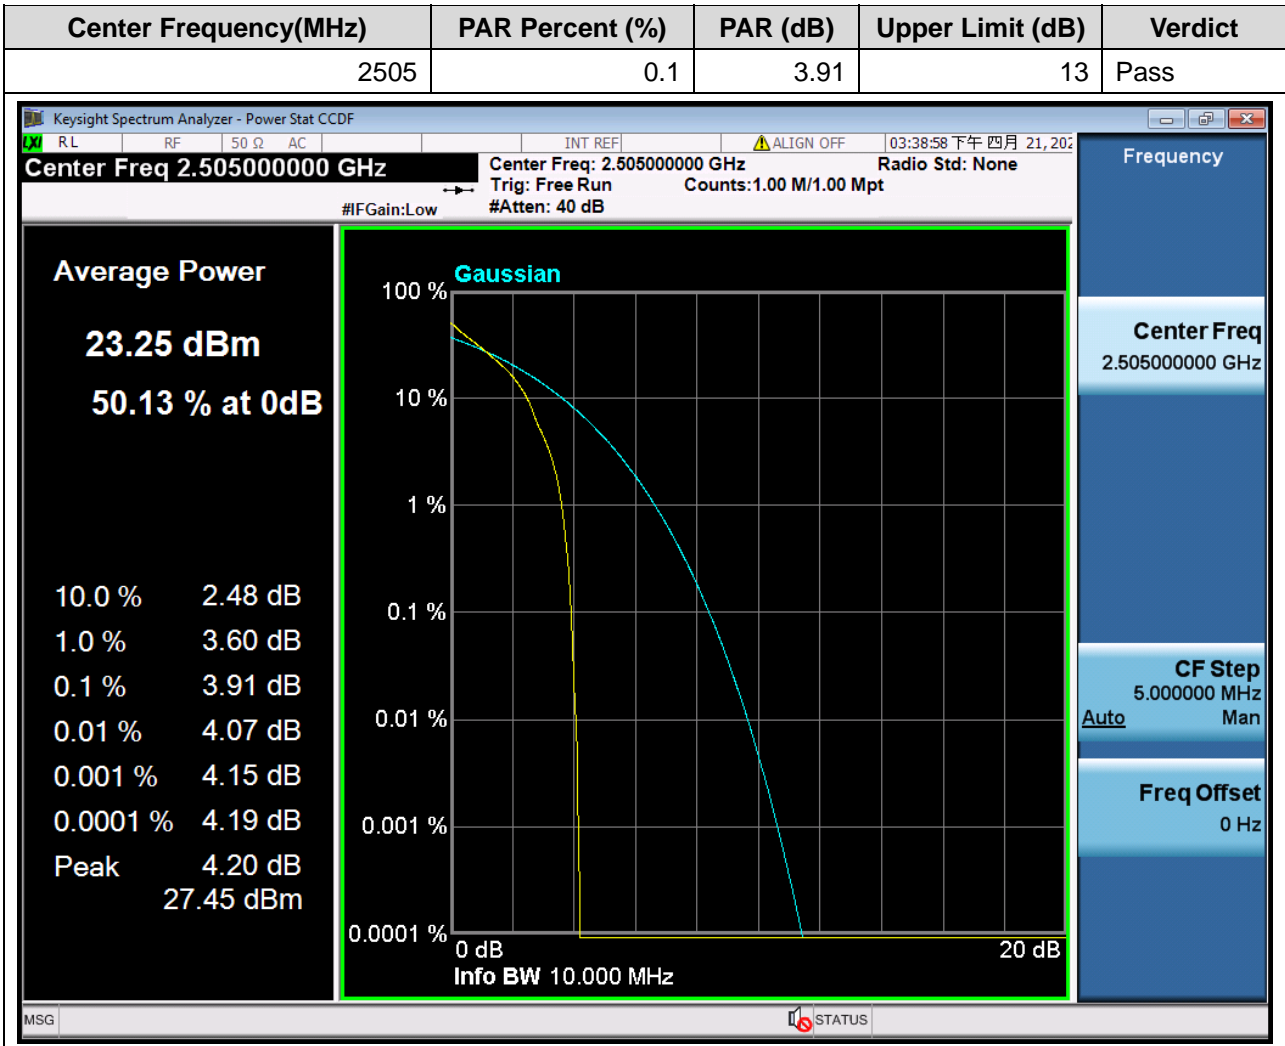 Center Frequency(MHz) PAR Percent (%) PAR (dB) Upper Limit (dB) Verdict
2505 0.1 3.91 13 Pass
Keysight Spectrum Analyzer - Power Stat CCDF
LXI RL RF 50 Ω AC INT REF ALIGN OFF 03:38:58 下午 四月 21, 202
Center Freq 2.505000000 GHz
#IFGain:Low
Center Freq: 2.505000000 GHz Radio Std: None
Trig: Free Run Counts:1.00 M/1.00 Mpt
#Atten: 40 dB
Average Power
23.25 dBm
50.13 % at 0dB
10.0 % 2.48 dB
1.0 % 3.60 dB
0.1 % 3.91 dB
0.01 % 4.07 dB
0.001 % 4.15 dB
0.0001 % 4.19 dB
Peak 4.20 dB
27.45 dBm
Gaussian
100 %
10 %
1 %
0.1 %
0.01 %
0.001 %
0.0001 %
0 dB 20 dB
Info BW 10.000 MHz
Frequency
Center Freq
2.505000000 GHz
CF Step
5.000000 MHz
Auto Man
Freq Offset
0 Hz
MSG STATUS